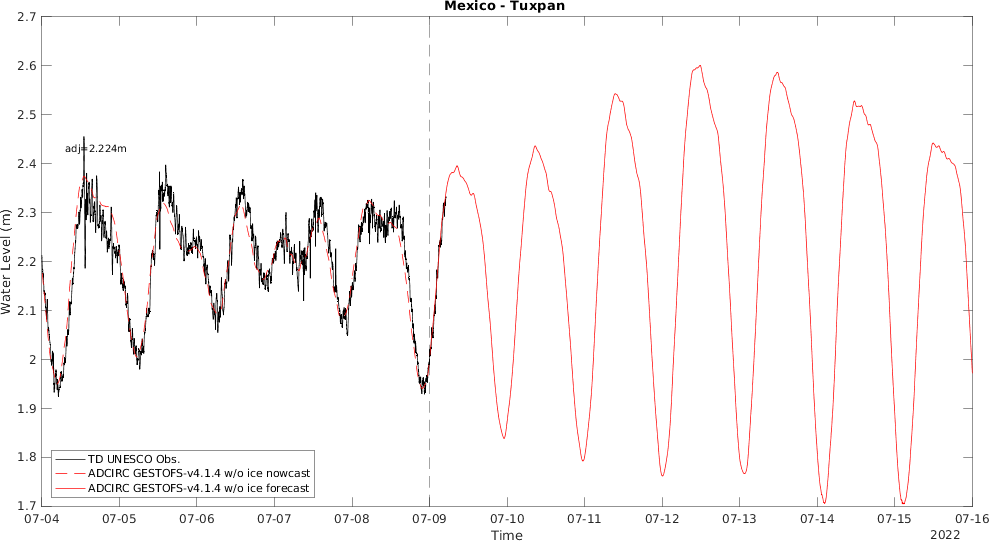 Mexico - Tuxpan
2.7
2.6
2.5
2.4
2.3
2.2
2.1
2
1.9
1.8
1.7
Water Level (m)
adj=2.224m
TD UNESCO Obs.
ADCIRC GESTOFS-v4.1.4 w/o ice nowcast
ADCIRC GESTOFS-v4.1.4 w/o ice forecast
07-04 07-05 07-06 07-07 07-08 07-09 07-10 07-11 07-12 07-13 07-14 07-15 07-16
Time
2022